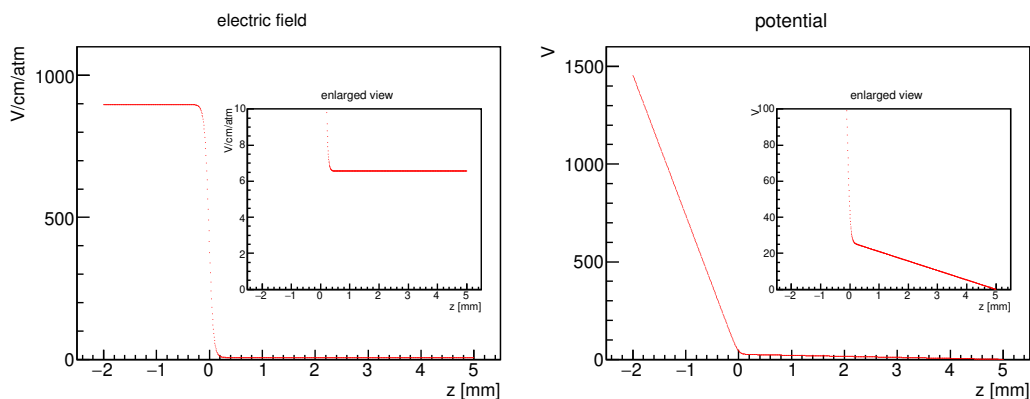 electric field
V/cm/atm
1000
500
0
−2 −1 0 1 2 3 4 5
z [mm]
enlarged view
V/cm/atm
10
8
6
4
2
0
−2 −1 0 1 2 3 4 5
z [mm]
potential
V
1500
1000
500
0
−2 −1 0 1 2 3 4 5
z [mm]
enlarged view
V
100
80
60
40
20
0
−2 −1 0 1 2 3 4 5
z [mm]